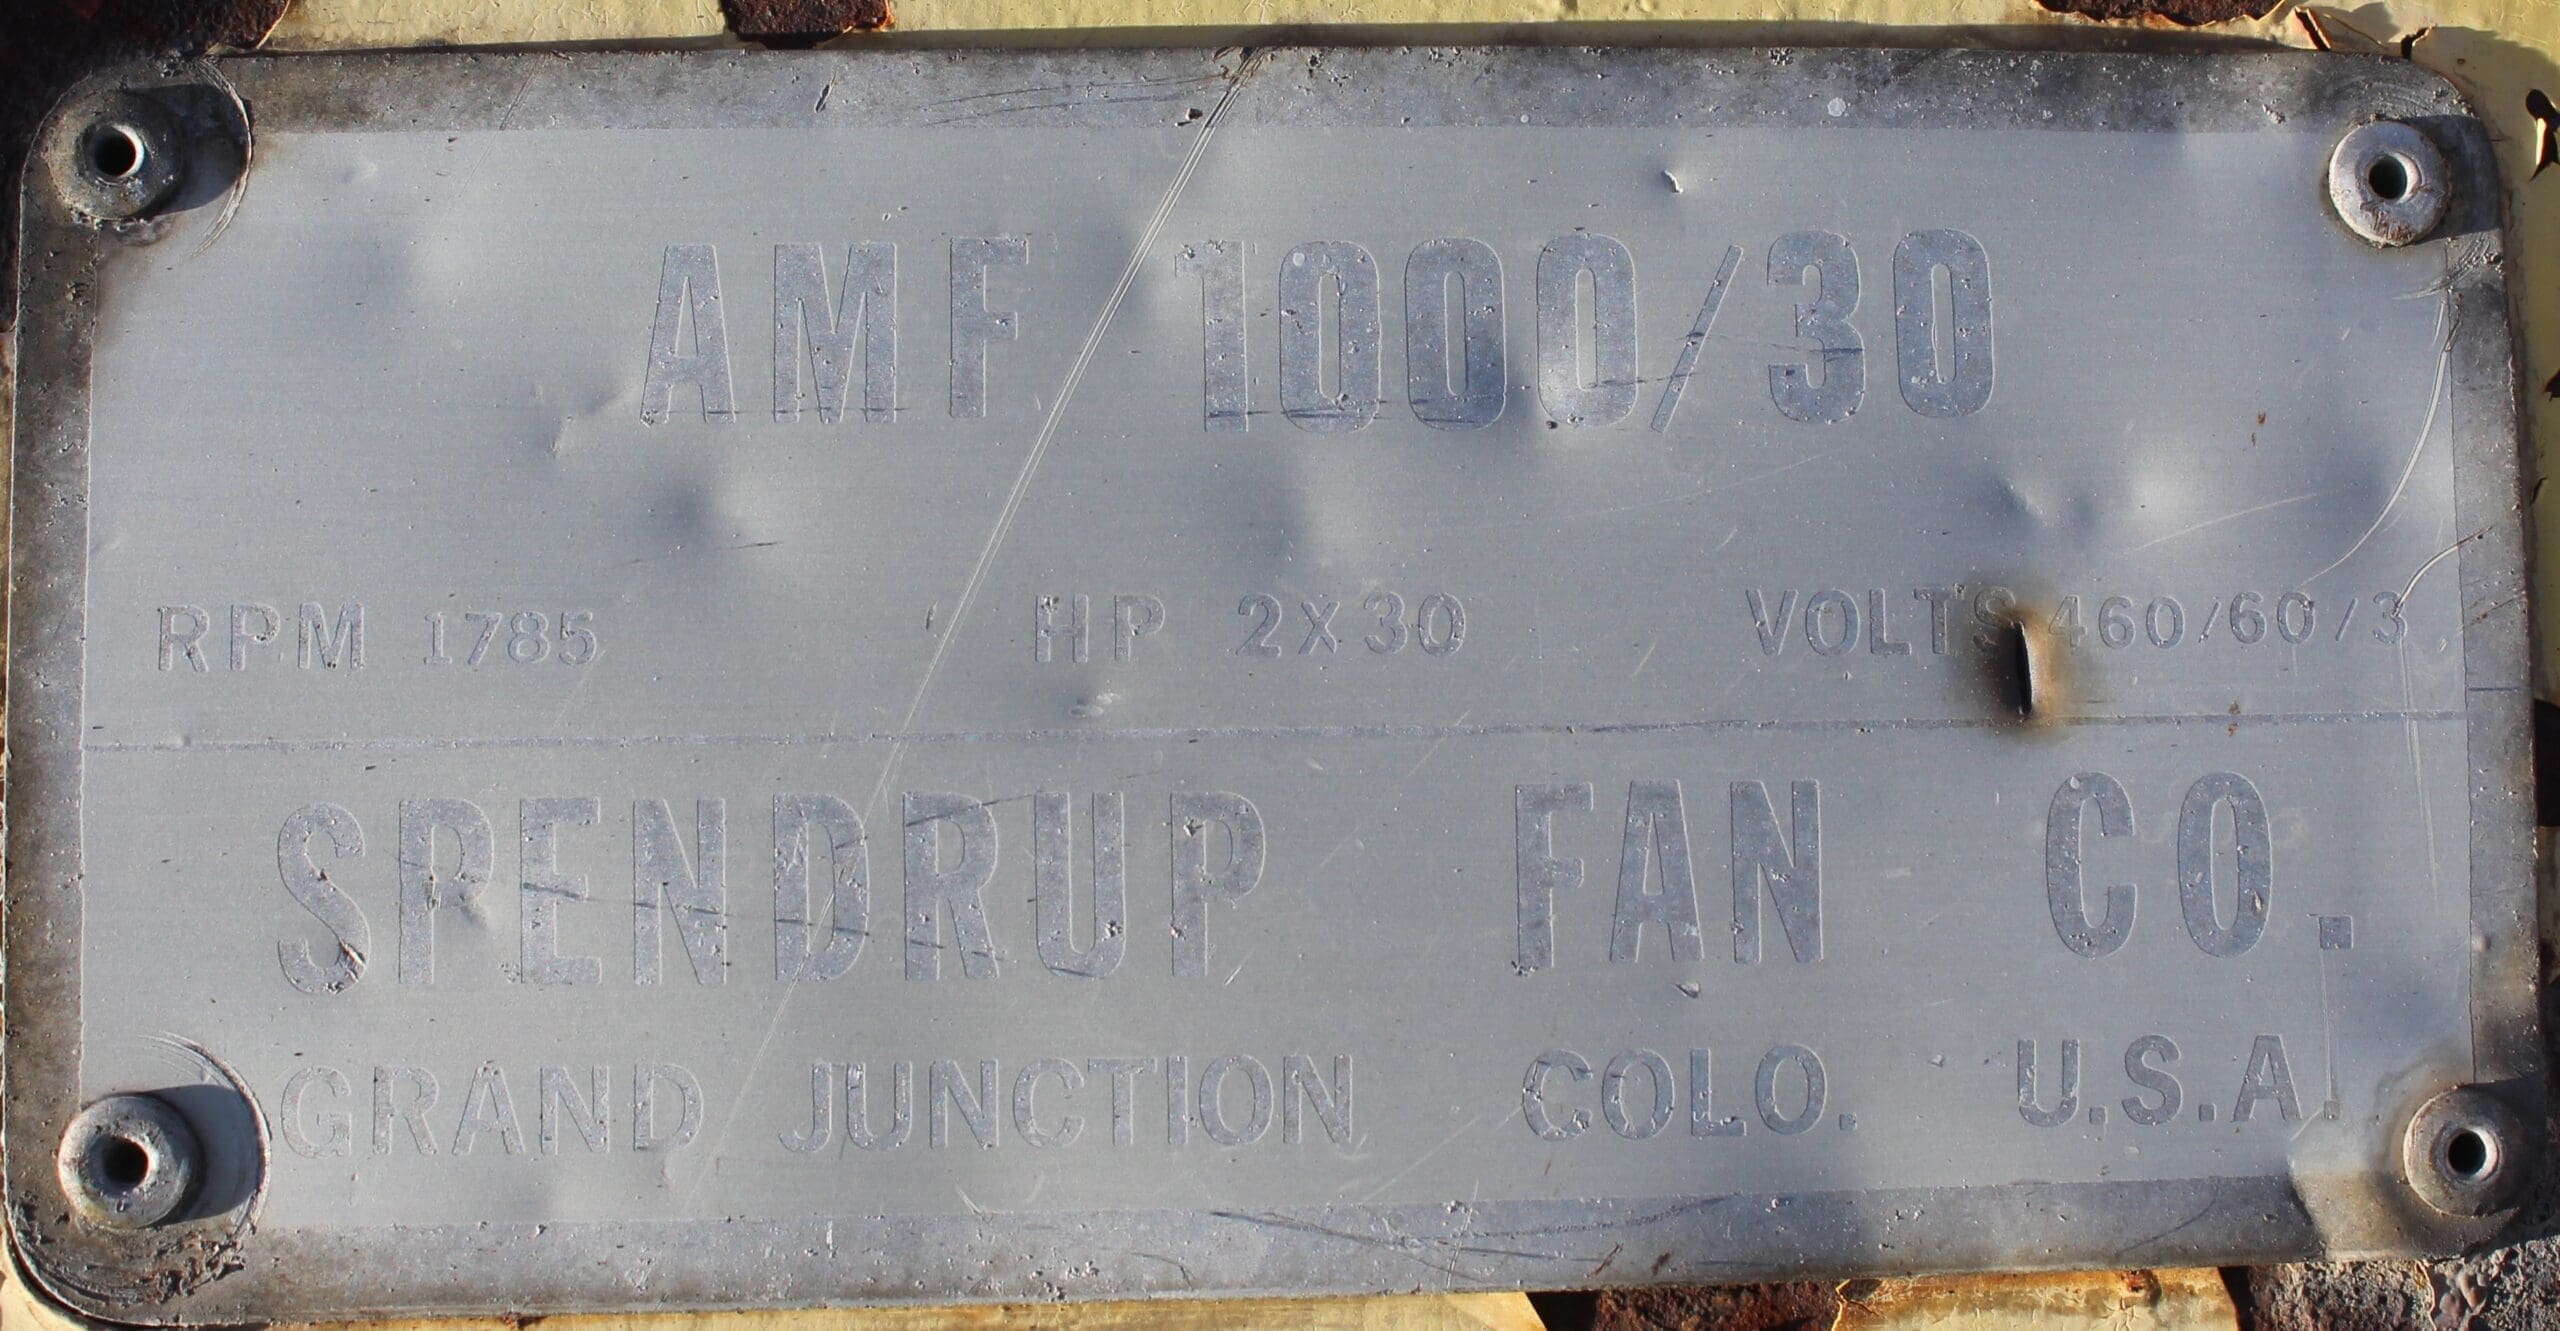 AMF 1000/30
RPM 1785 HP 2X30 VOLTS 460/60/3
SPENDRUP FAN CO.
GRAND JUNCTION COLO. U.S.A.